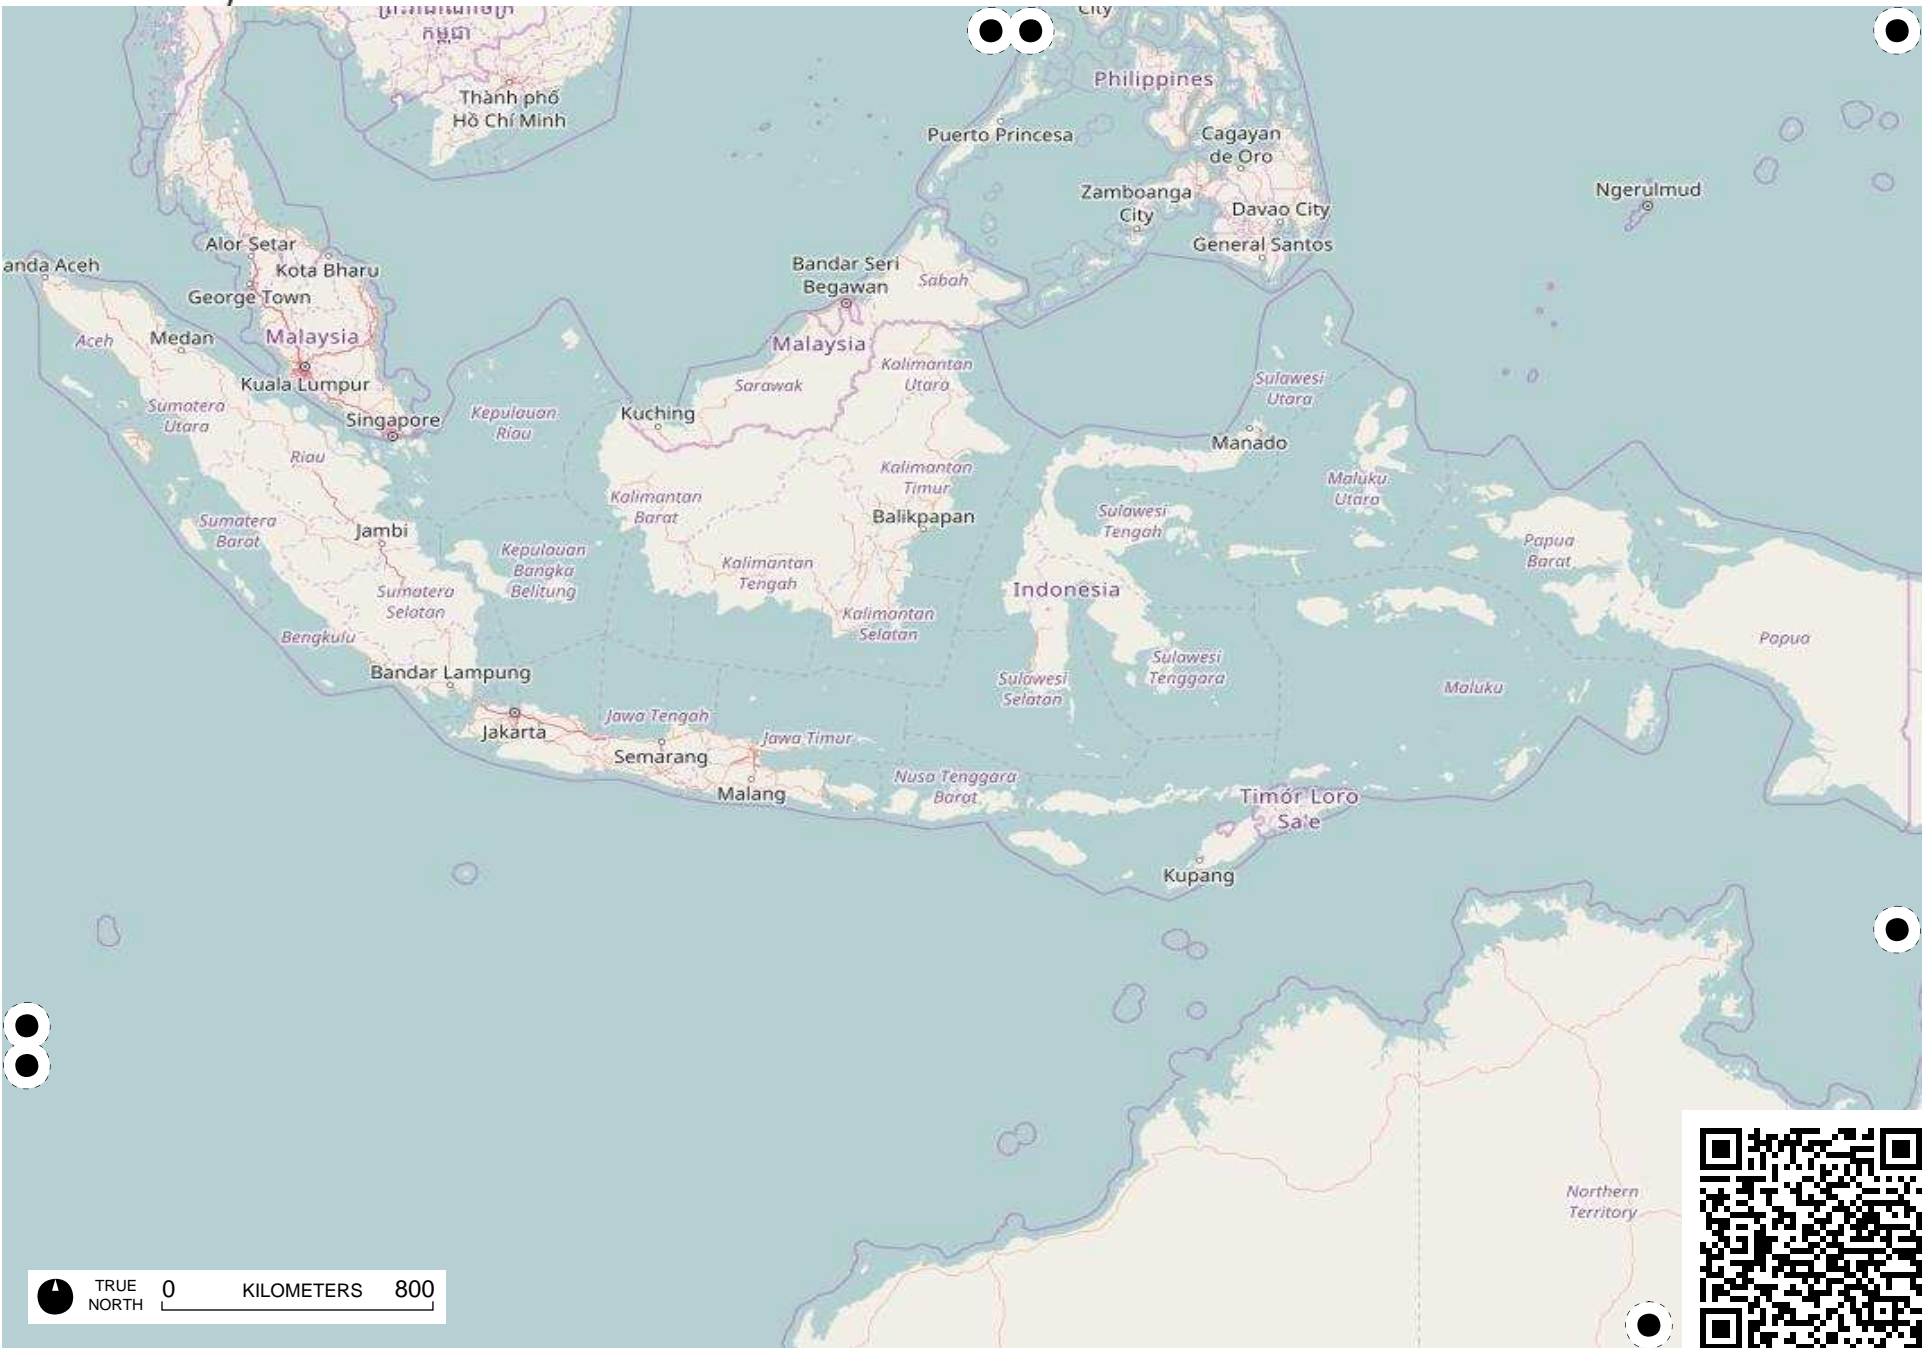 កម្ពុជា
City
Philippines
Thành phố
Hồ Chí Minh
Puerto Princesa
Cagayan
de Oro
Zamboanga
City
Davao City
Ngerulmud
General Santos
Alor Setar
anda Aceh
Kota Bharu
Bandar Seri
Begawan
Sabah
George Town
Aceh
Medan
Malaysia
Malaysia
Kalimantan
Utara
Kuala Lumpur
Sarawak
Sulawesi
Utara
Sumatera
Utara
Singapore
Kepulauan
Riau
Kuching
Manado
Riau
Kalimantan
Timur
Maluku
Utara
Kalimantan
Barat
Sumatera
Barat
Jambi
Balikpapan
Sulawesi
Tengah
Papua
Barat
Kepulauan
Bangka
Belitung
Kalimantan
Tengah
Indonesia
Sumatera
Selatan
Kalimantan
Selatan
Bengkulu
Papua
Bandar Lampung
Sulawesi
Selatan
Sulawesi
Tenggara
Maluku
Jakarta
Jawa Tengah
Semarang
Jawa Timur
Malang
Nusa Tenggara
Barat
Timór Loro
Sa'e
Kupang
Northern
Territory
TRUE
NORTH
0 KILOMETERS 800